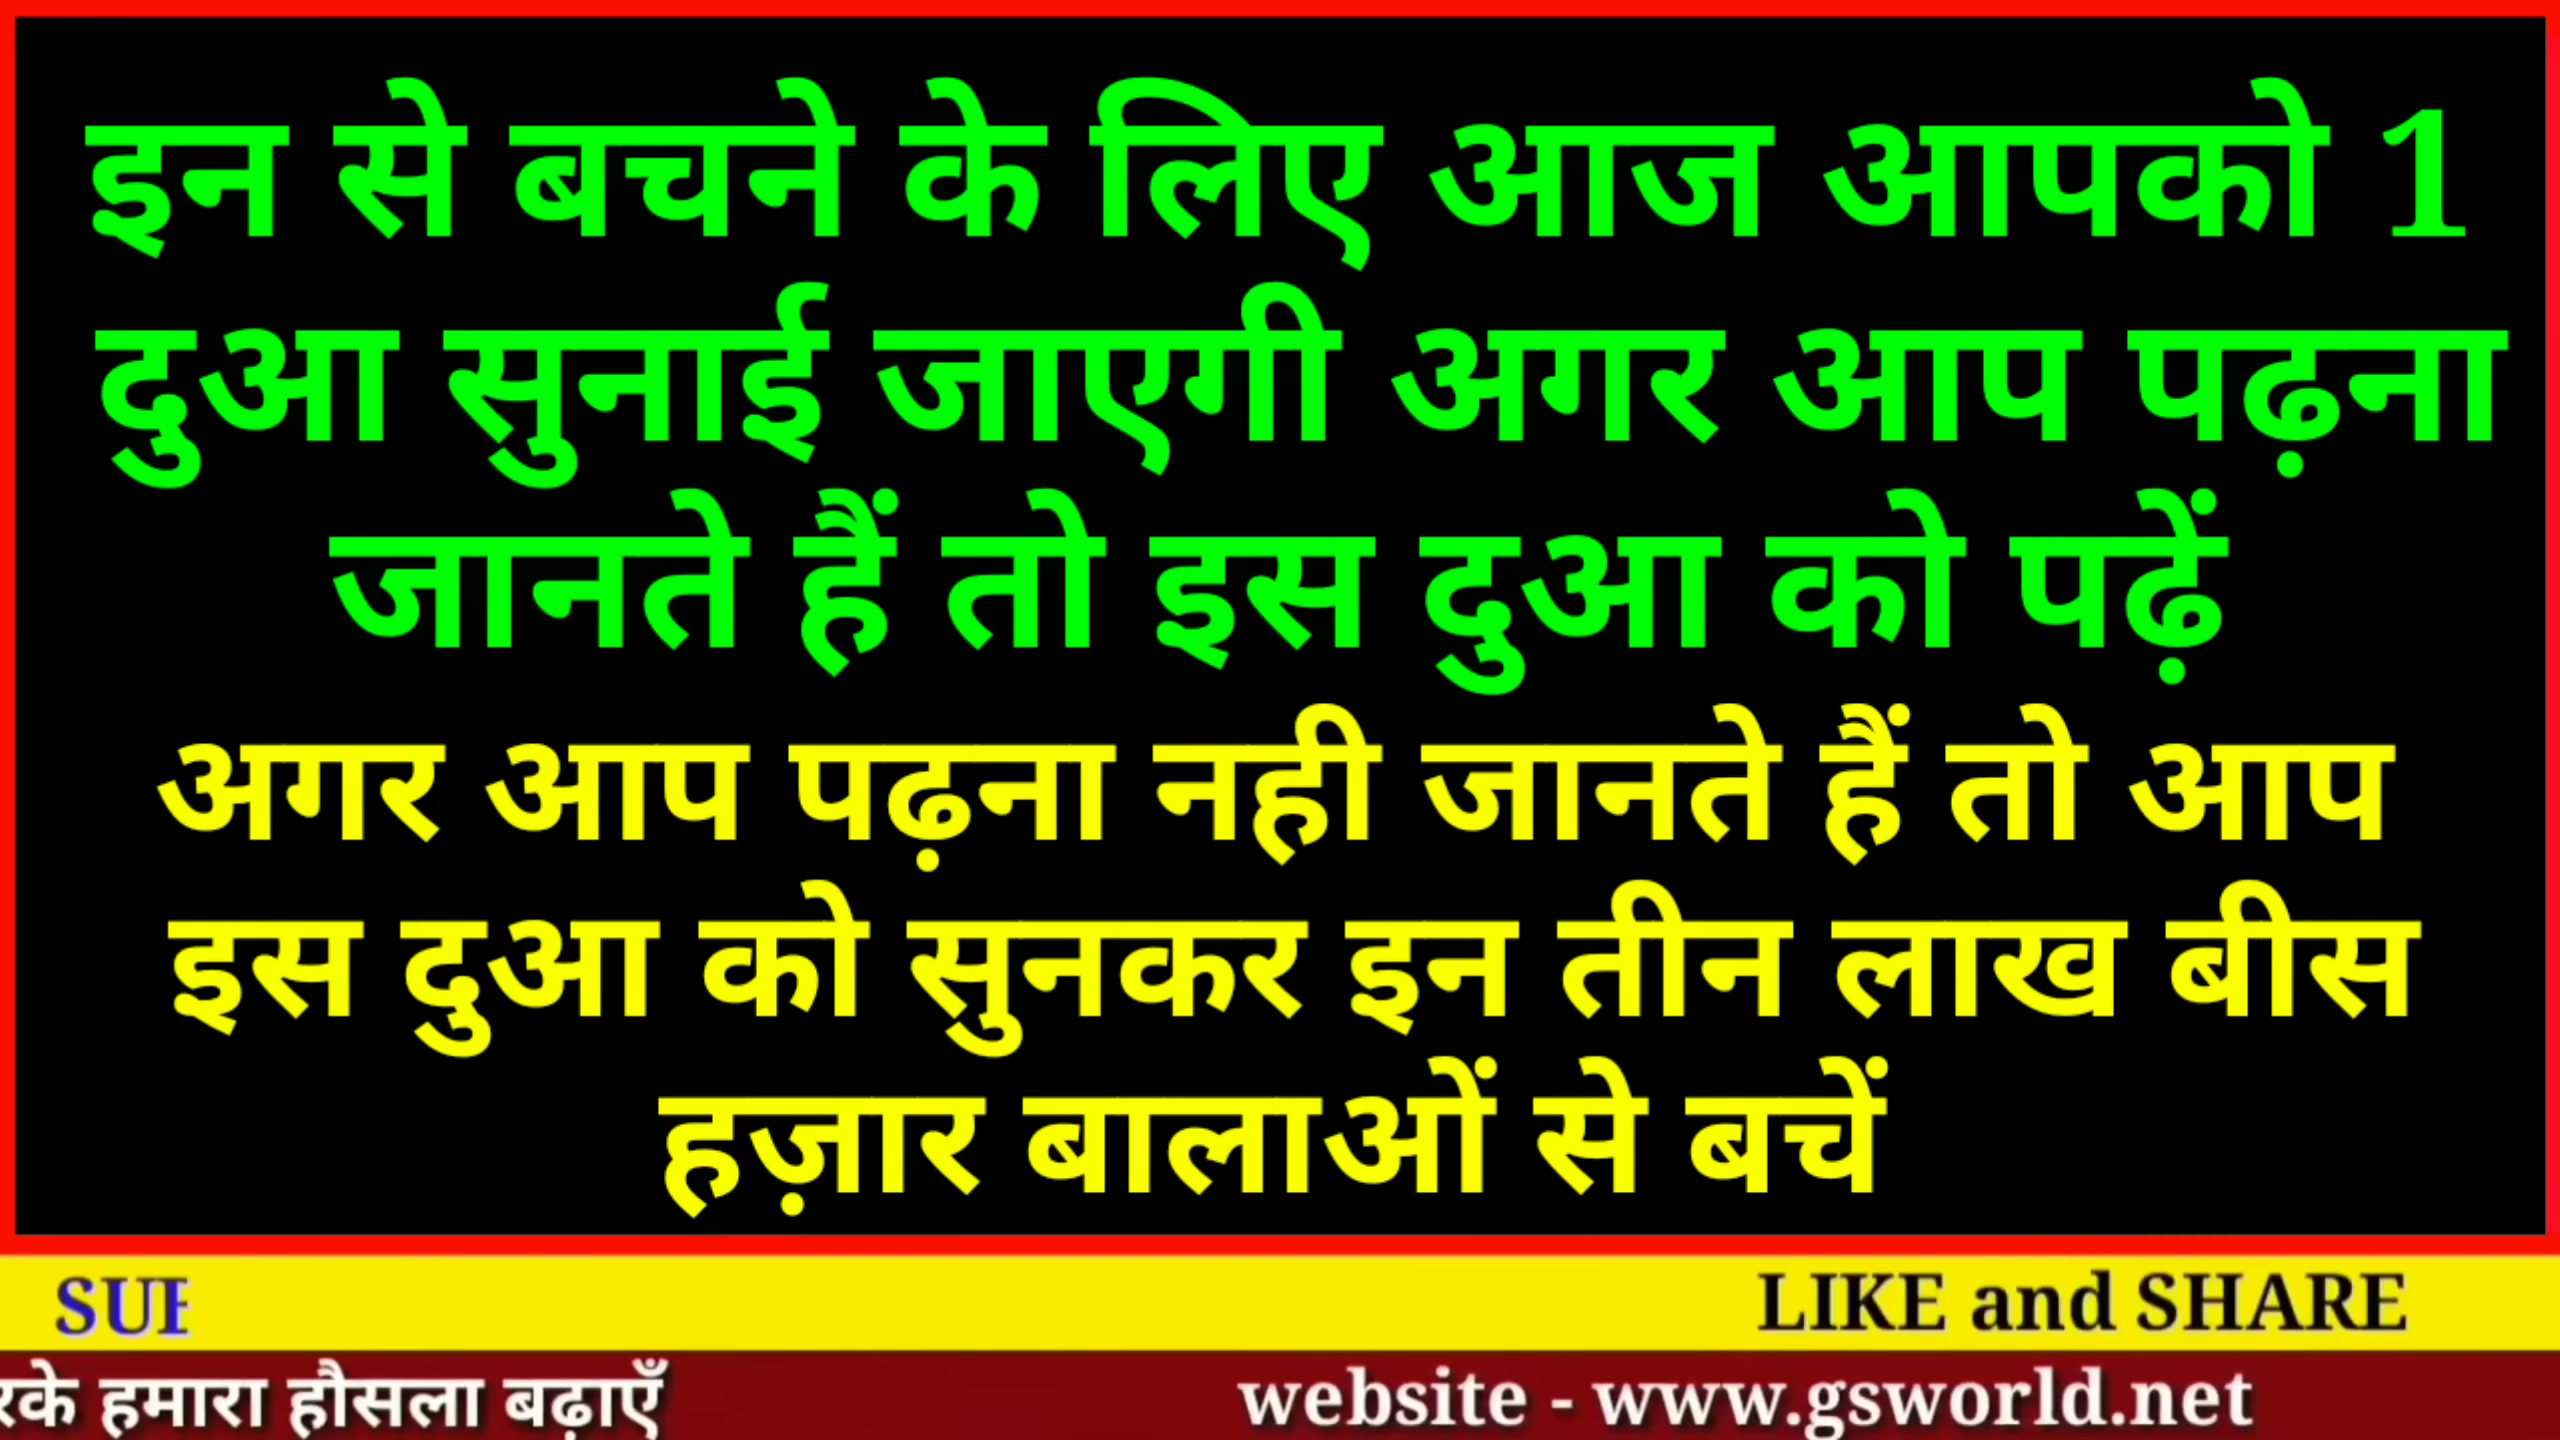 इन से बचने के लिए आज आपको 1
दुआ सुनाई जाएगी अगर आप पढ़ना
जानते हैं तो इस दुआ को पढ़ें
अगर आप पढ़ना नही जानते हैं तो आप
इस दुआ को सुनकर इन तीन लाख बीस
हज़ार बालाओं से बचें
LIKE and SHARE
हमारा हौसला बढ़ाएँ website - www.gsworld.net